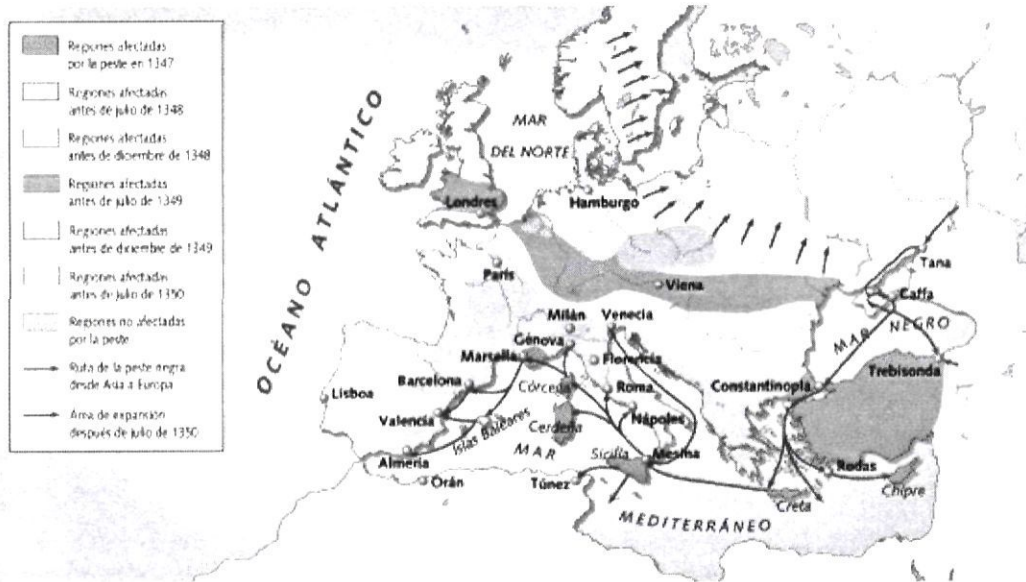 Regiones afectadas
por la peste en 1347
Regiones afectadas
antes de julio de 1348
Regiones afectadas
antes de diciembre de 1348
Regiones afectadas
antes de julio de 1349
Regiones afectadas
antes de diciembre de 1349
Regiones afectadas
antes de julio de 1350
Regiones no afectadas
por la peste
Ruta de la peste negra
desde Asia a Europa
Area de expansión
después de julio de 1350
OCÉANO ATLÁNTICO
MAR
DEL NORTE
Londres
Hamburgo
París
Viena
Tana
Caffa
MAR NEGRO
Milán
Venecia
Génova
Marsella
Florencia
Trebisonda
Constantinopla
Barcelona
Córcega
Roma
Lisboa
Valencia
Islas Baleares
Nápoles
Cerdeña
Almería
MAR
Sicilia
Mesina
Rodas
Orán
Túnez
Chipre
Creta
MEDITERRÁNEO